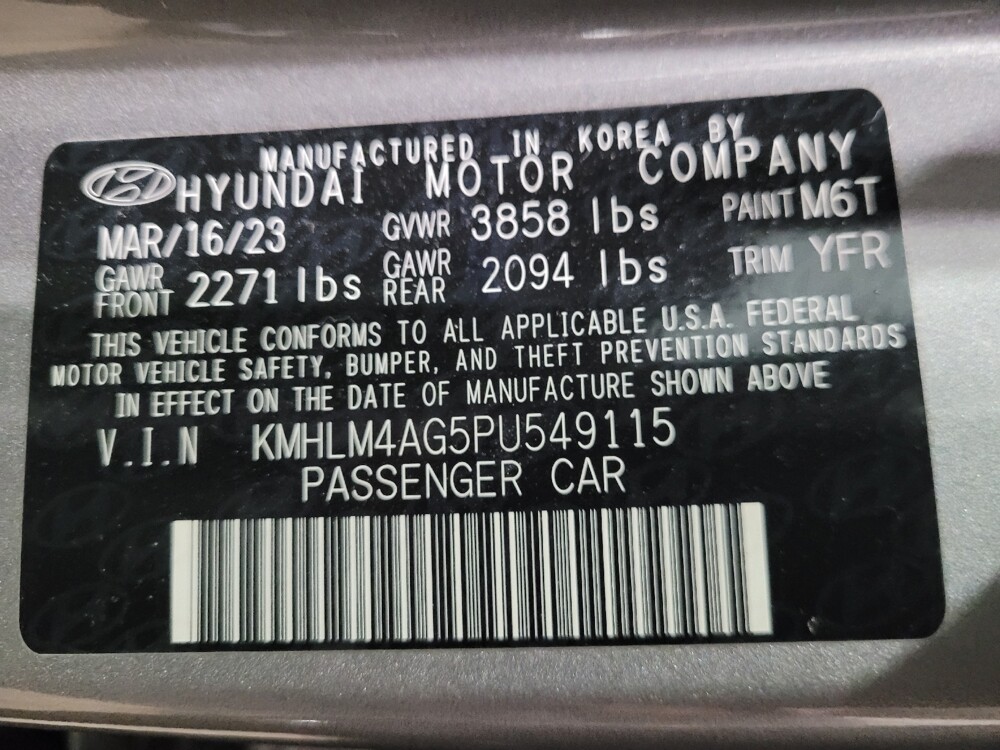 MANUFACTURED IN KOREA BY
HYUNDAI MOTOR COMPANY
MAR/16/23 GVWR 3858 lbs PAINT M6T
GAWR FRONT 2271 lbs GAWR REAR 2094 lbs TRIM YFR
THIS VEHICLE CONFORMS TO ALL APPLICABLE U.S.A. FEDERAL
MOTOR VEHICLE SAFETY, BUMPER, AND THEFT PREVENTION STANDARDS
IN EFFECT ON THE DATE OF MANUFACTURE SHOWN ABOVE
V.I.N KMHLM4AG5PU549115
PASSENGER CAR